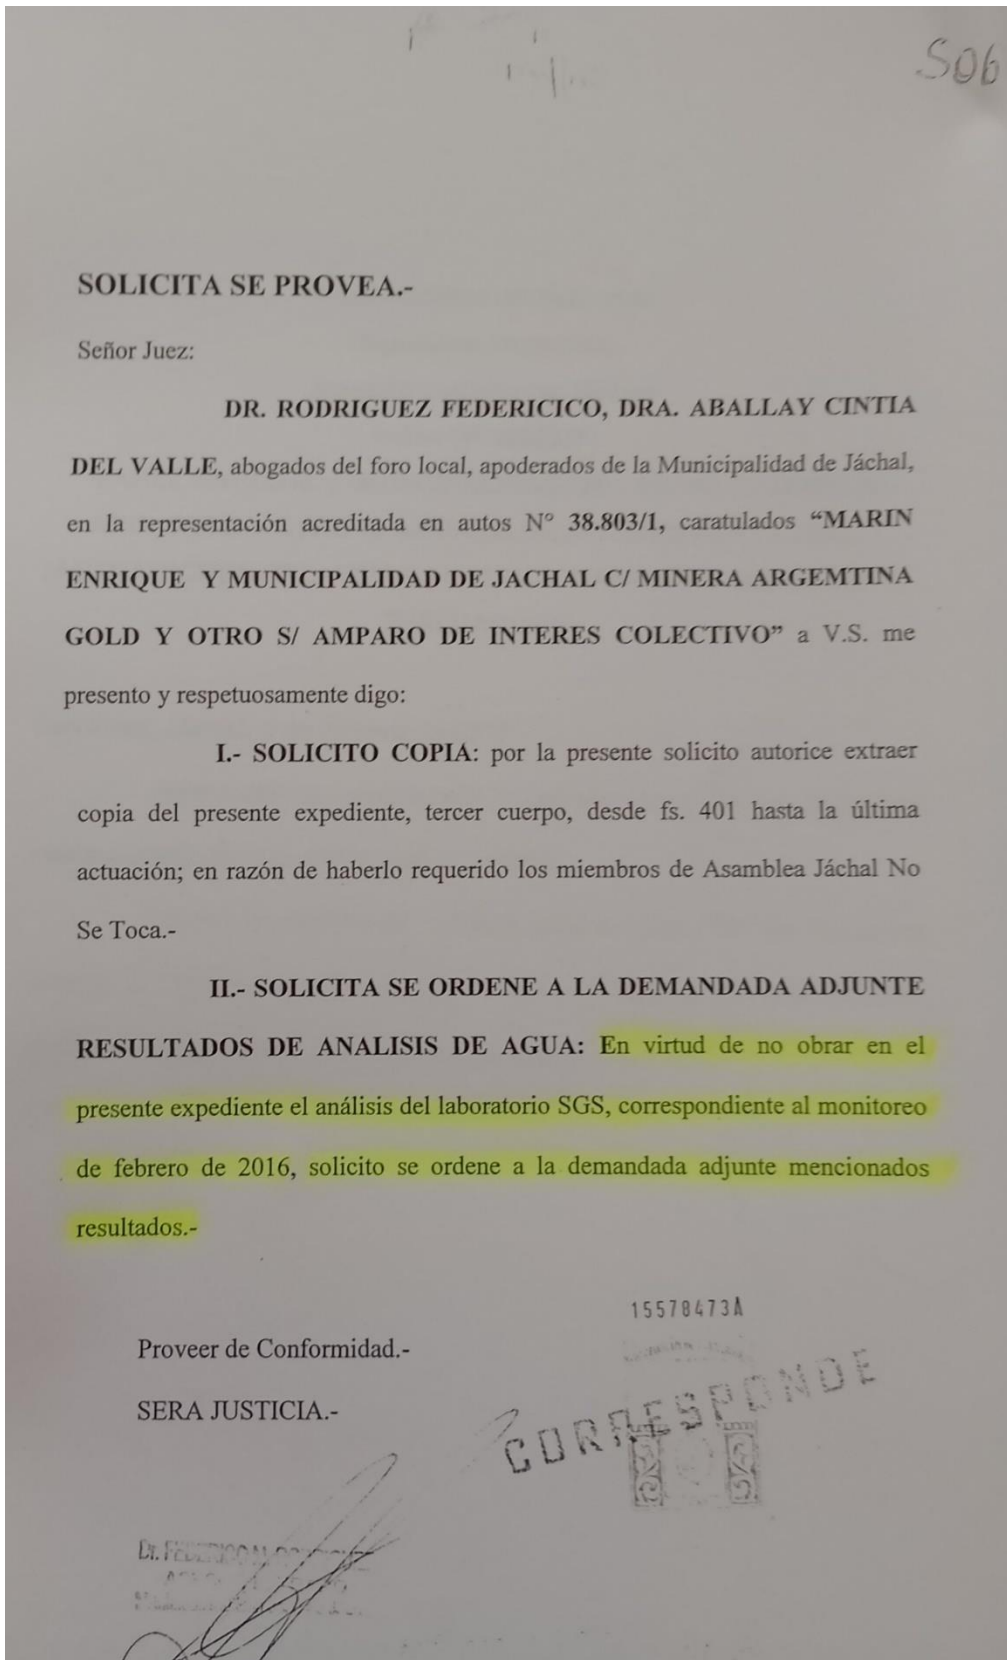 506
SOLICITA SE PROVEA.-
Señor Juez:
DR. RODRIGUEZ FEDERICICO, DRA. ABALLAY CINTIA
DEL VALLE, abogados del foro local, apoderados de la Municipalidad de Jáchal,
en la representación acreditada en autos N° 38.803/1, caratulados “MARIN
ENRIQUE Y MUNICIPALIDAD DE JACHAL C/ MINERA ARGEMTINA
GOLD Y OTRO S/ AMPARO DE INTERES COLECTIVO” a V.S. me
presento y respetuosamente digo:
I.- SOLICITO COPIA: por la presente solicito autorice extraer
copia del presente expediente, tercer cuerpo, desde fs. 401 hasta la última
actuación; en razón de haberlo requerido los miembros de Asamblea Jáchal No
Se Toca.-
II.- SOLICITA SE ORDENE A LA DEMANDADA ADJUNTE
RESULTADOS DE ANALISIS DE AGUA: En virtud de no obrar en el
presente expediente el análisis del laboratorio SGS, correspondiente al monitoreo
de febrero de 2016, solicito se ordene a la demandada adjunte mencionados
resultados.-
15578473A
Proveer de Conformidad.-
SERA JUSTICIA.-
CORRESPONDE
Dr.